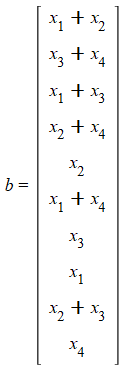 x₁ + x₂
x₃ + x₄
x₁ + x₃
x₂ + x₄
b = x₂
x₁ + x₄
x₃
x₁
x₂ + x₃
x₄